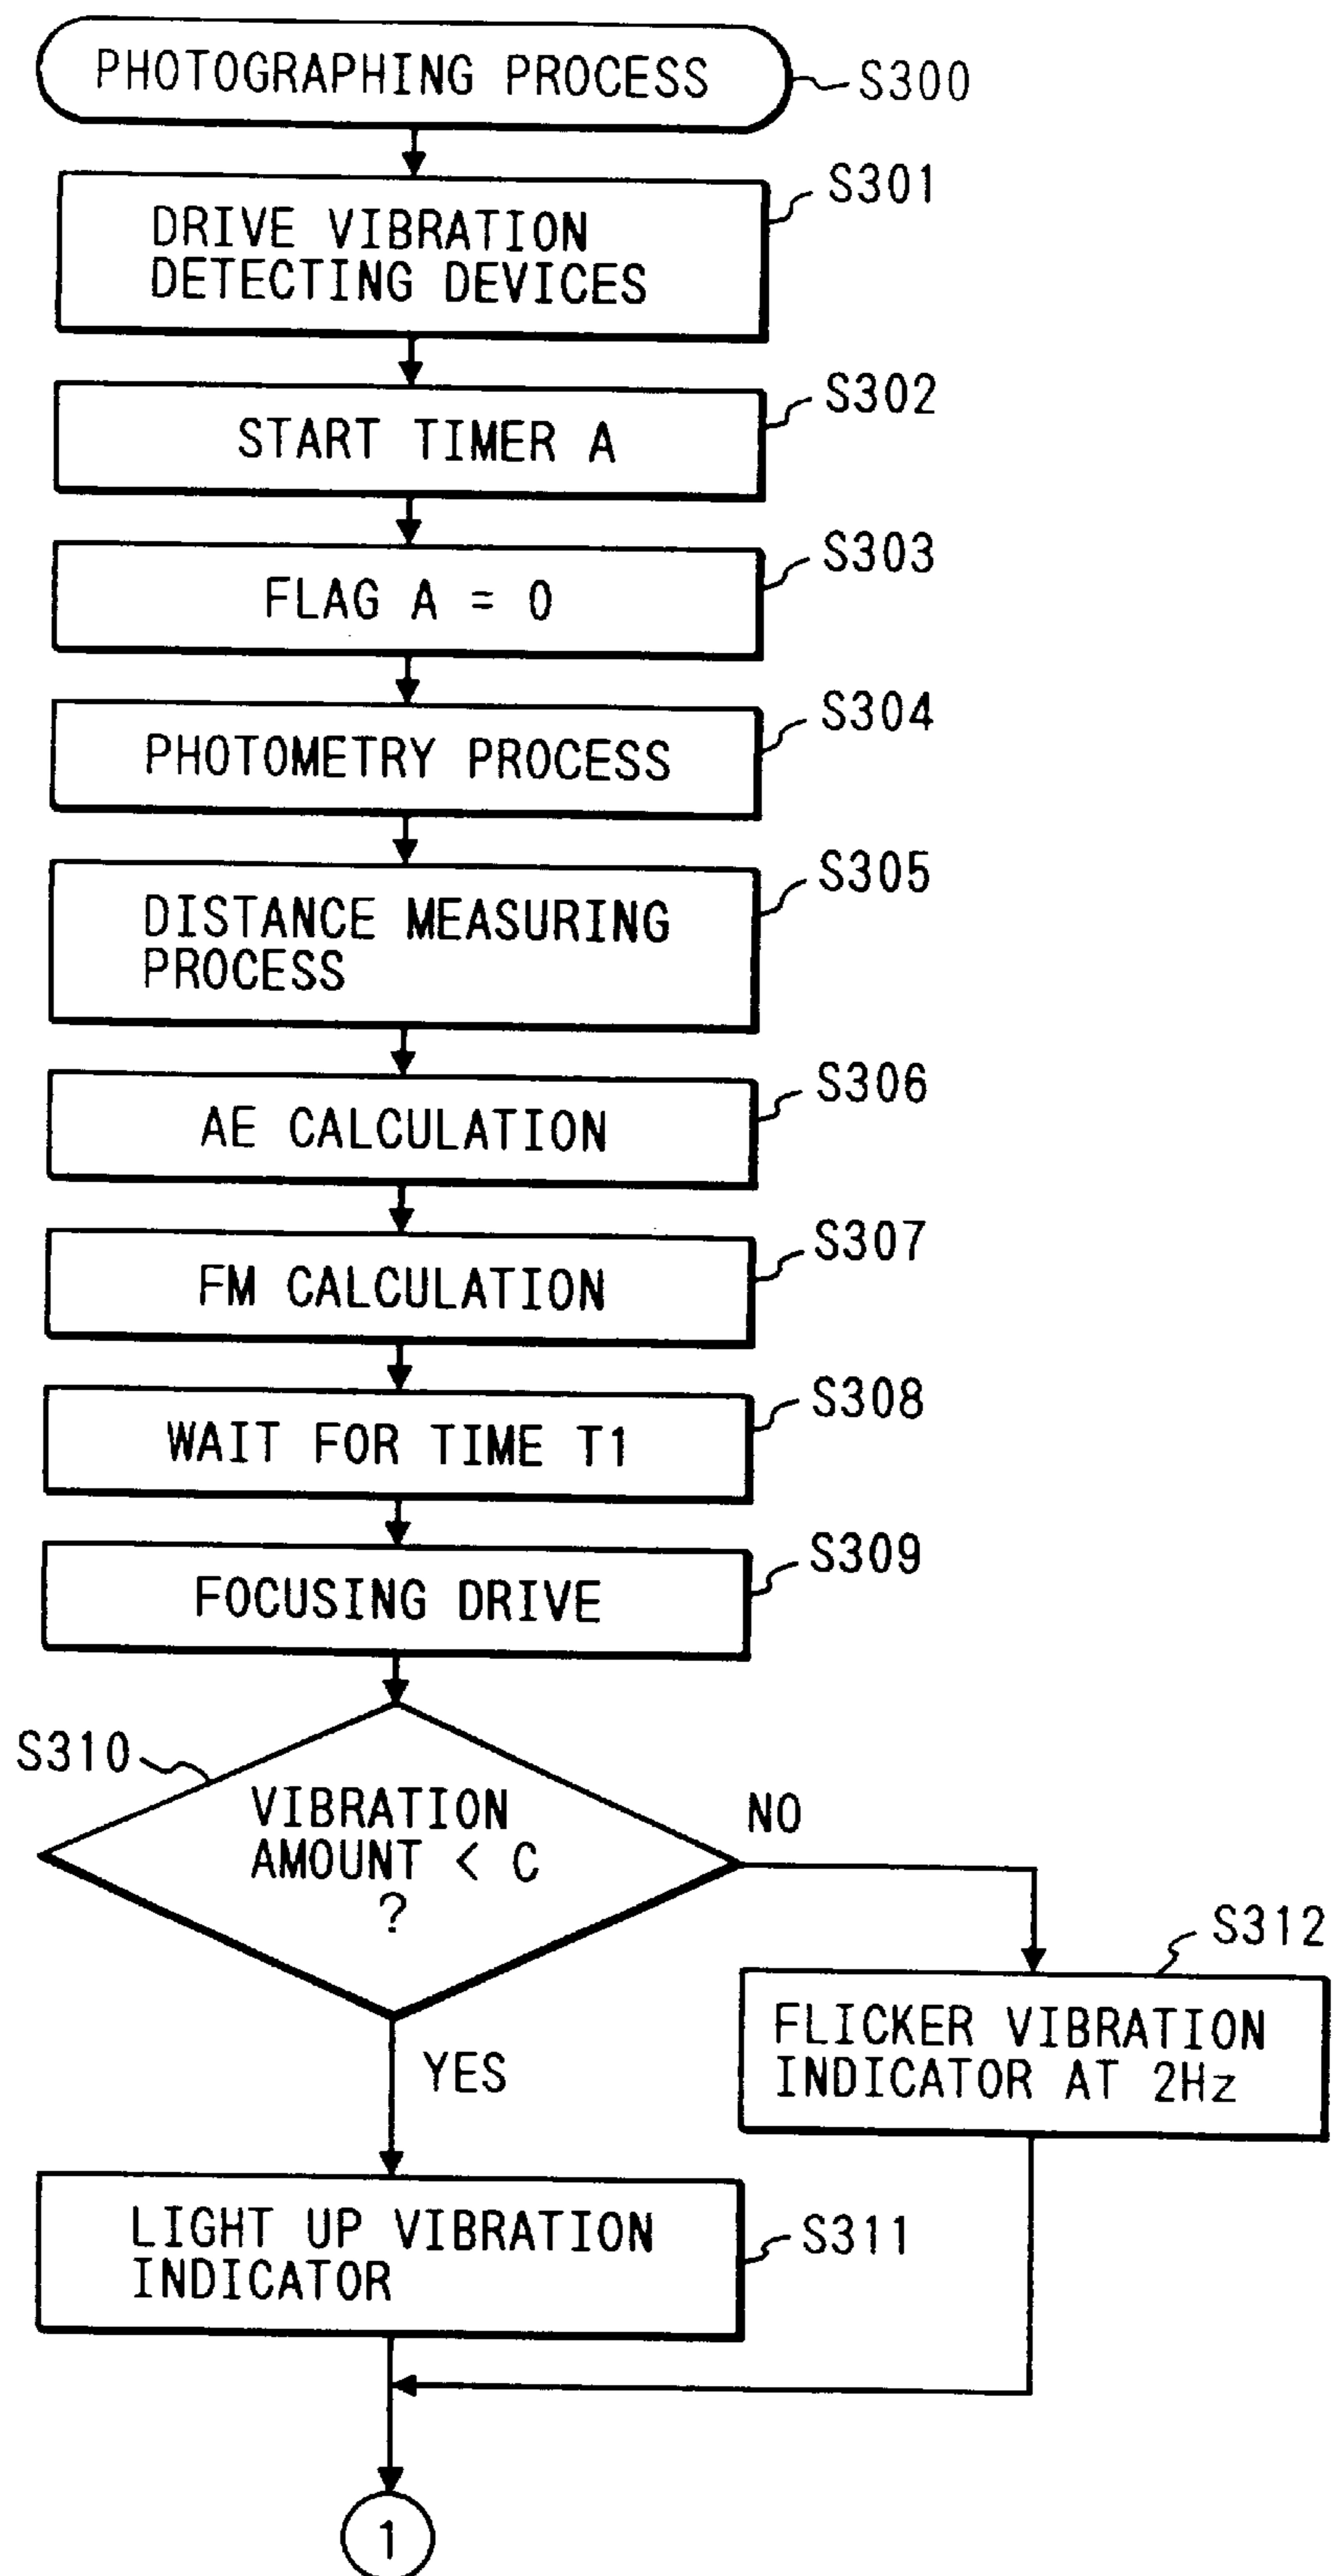 PHOTOGRAPHING PROCESS
S300
DRIVE VIBRATION
DETECTING DEVICES
S301
START TIMER A
S302
FLAG A = 0
S303
PHOTOMETRY PROCESS
S304
DISTANCE MEASURING
PROCESS
S305
AE CALCULATION
S306
FM CALCULATION
S307
WAIT FOR TIME T1
S308
FOCUSING DRIVE
S309
S310
VIBRATION
AMOUNT < C
?
NO
YES
S312
FLICKER VIBRATION
INDICATOR AT 2Hz
LIGHT UP VIBRATION
INDICATOR
S311
1